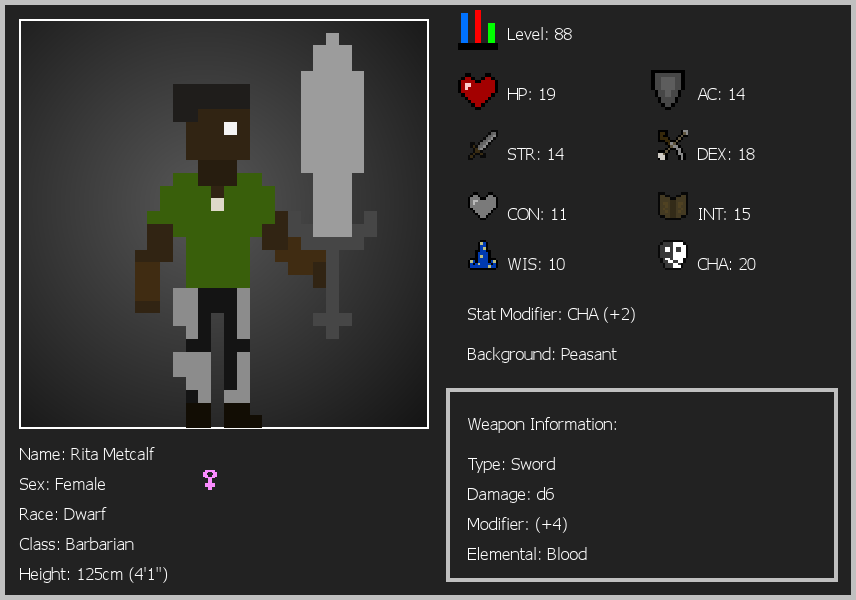 Level: 88
HP: 19
AC: 14
STR: 14
DEX: 18
CON: 11
INT: 15
WIS: 10
CHA: 20
Stat Modifier: CHA (+2)
Background: Peasant
Weapon Information:
Type: Sword
Damage: d6
Modifier: (+4)
Elemental: Blood
Name: Rita Metcalf
Sex: Female
Race: Dwarf
Class: Barbarian
Height: 125cm (4'1")